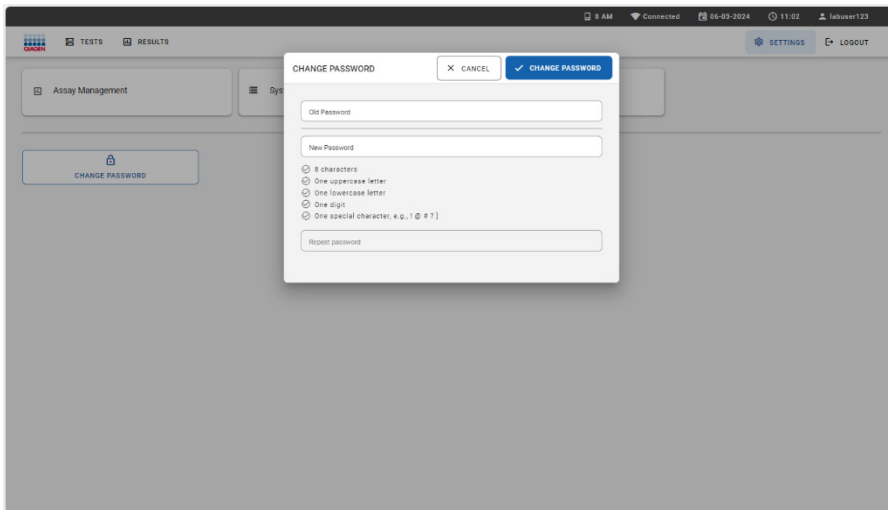 8 AM Connected 06-03-2024 11:02 labuser123
QIAGEN TESTS RESULTS SETTINGS LOGOUT
CHANGE PASSWORD CANCEL CHANGE PASSWORD
Assay Management Sys
Old Password
New Password
8 characters
One uppercase letter
One lowercase letter
One digit
One special character, e.g., ! @ # ? ]
Repeat password
CHANGE PASSWORD